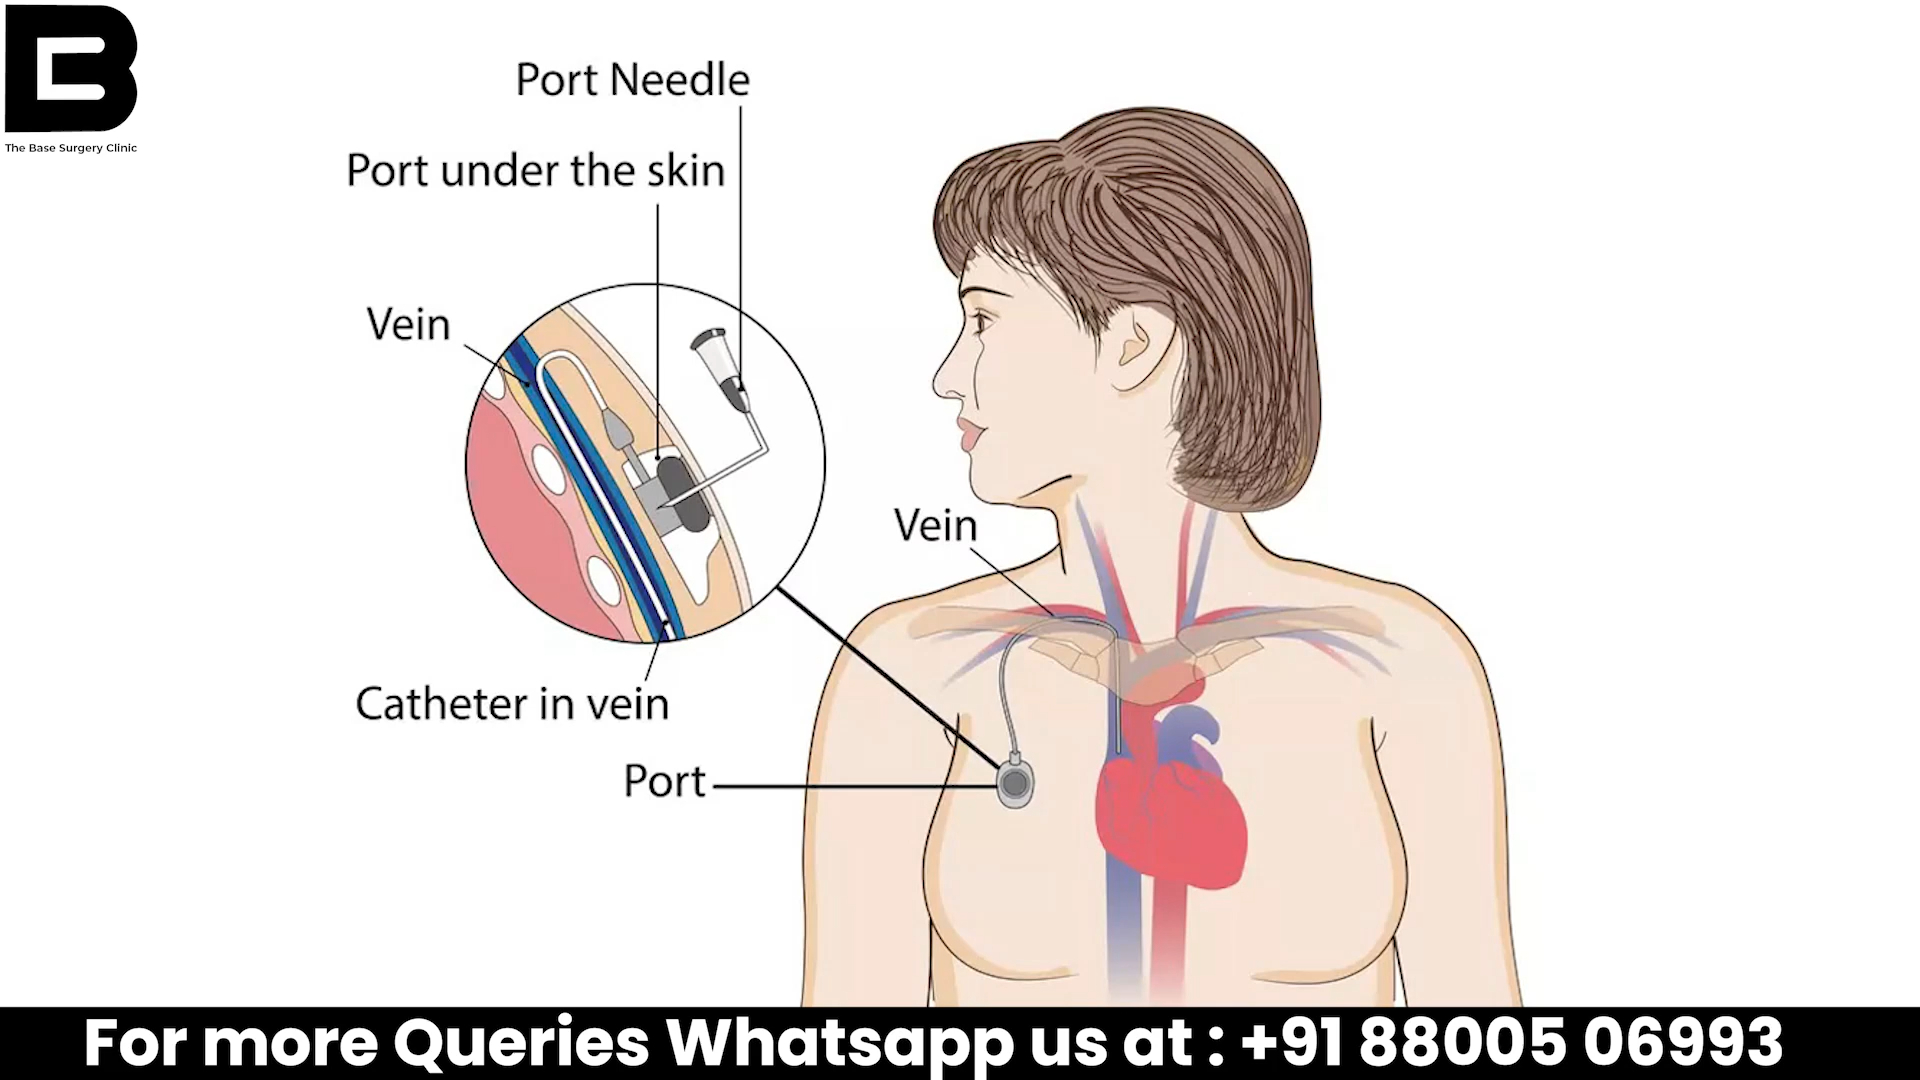 The Base Surgery Clinic
Port Needle
Port under the skin
Vein
Vein
Catheter in vein
Port
For more Queries Whatsapp us at : +91 88005 06993